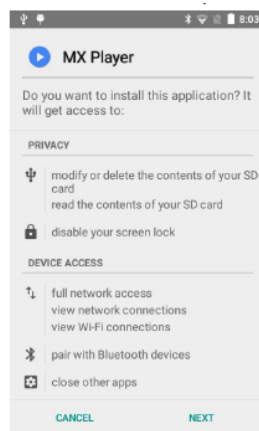 8:03
MX Player
Do you want to install this application? It
will get access to:
PRIVACY
modify or delete the contents of your SD
card
read the contents of your SD card
disable your screen lock
DEVICE ACCESS
full network access
view network connections
view Wi-Fi connections
pair with Bluetooth devices
close other apps
CANCEL NEXT